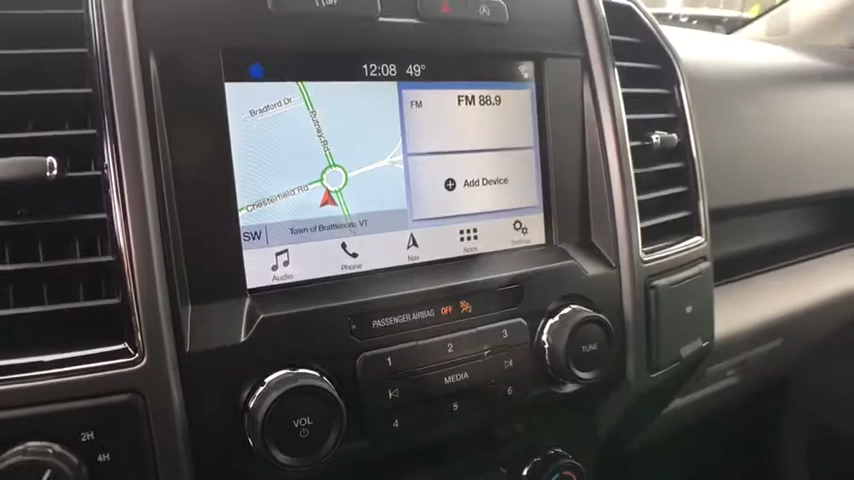 OFF
12:08 49°
Bradford Dr
Putney Rd
Chesterfield Rd
SW
Town of Brattleboro, VT
FM
FM 88.9
Add Device
Audio
Phone
Nav
Apps
Settings
PASSENGER AIRBAG OFF
1 2 3
MEDIA
4 5 6
VOL
TUNE
2H
4H